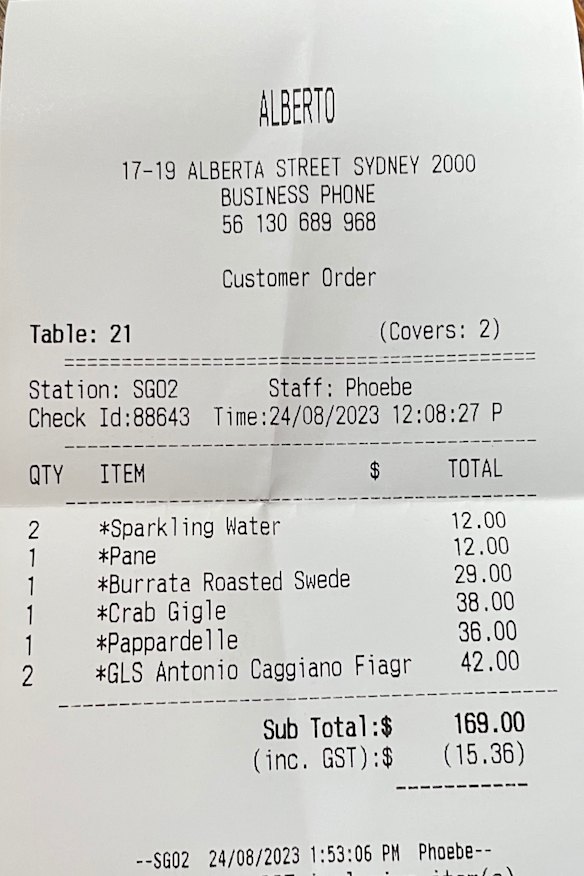 ALBERTO
17-19 ALBERTA STREET SYDNEY 2000
BUSINESS PHONE
56 130 689 968
Customer Order
Table: 21 (Covers: 2)
Station: SG02 Staff: Phoebe
Check Id:88643 Time:24/08/2023 12:08:27 P
QTY ITEM $ TOTAL
2 *Sparkling Water 12.00
1 *Pane 12.00
1 *Burrata Roasted Swede 29.00
1 *Crab Gigle 38.00
1 *Pappardelle 36.00
2 *GLS Antonio Caggiano Fiagr 42.00
Sub Total:$ 169.00
(inc. GST):$ (15.36)
--SG02 24/08/2023 1:53:06 PM Phoebe--